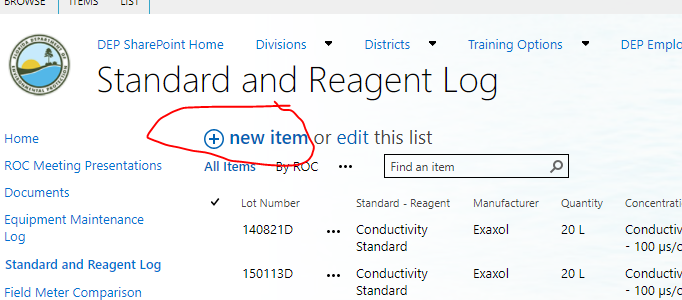 BROWSE ITEMS LIST
DEP SharePoint Home Divisions Districts Training Options DEP Emplo
Standard and Reagent Log
new item or edit this list
All Items By ROC ••• Find an item
Home
ROC Meeting Presentations
Documents
Equipment Maintenance
Log
Standard and Reagent Log
Field Meter Comparison
Lot Number Standard - Reagent Manufacturer Quantity Concentrati
140821D ••• Conductivity Exaxol 20 L Conductiv
Standard - 100 µs/c
150113D ••• Conductivity Exaxol 20 L Conductiv
Standard - 100 µs/c